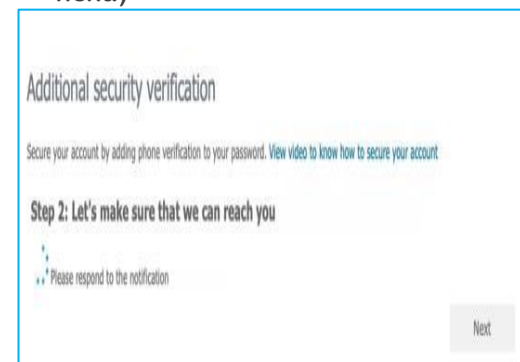 Additional security verification
Secure your account by adding phone verification to your password. View video to know how to secure your account
Step 2: Let's make sure that we can reach you
Please respond to the notification
Next